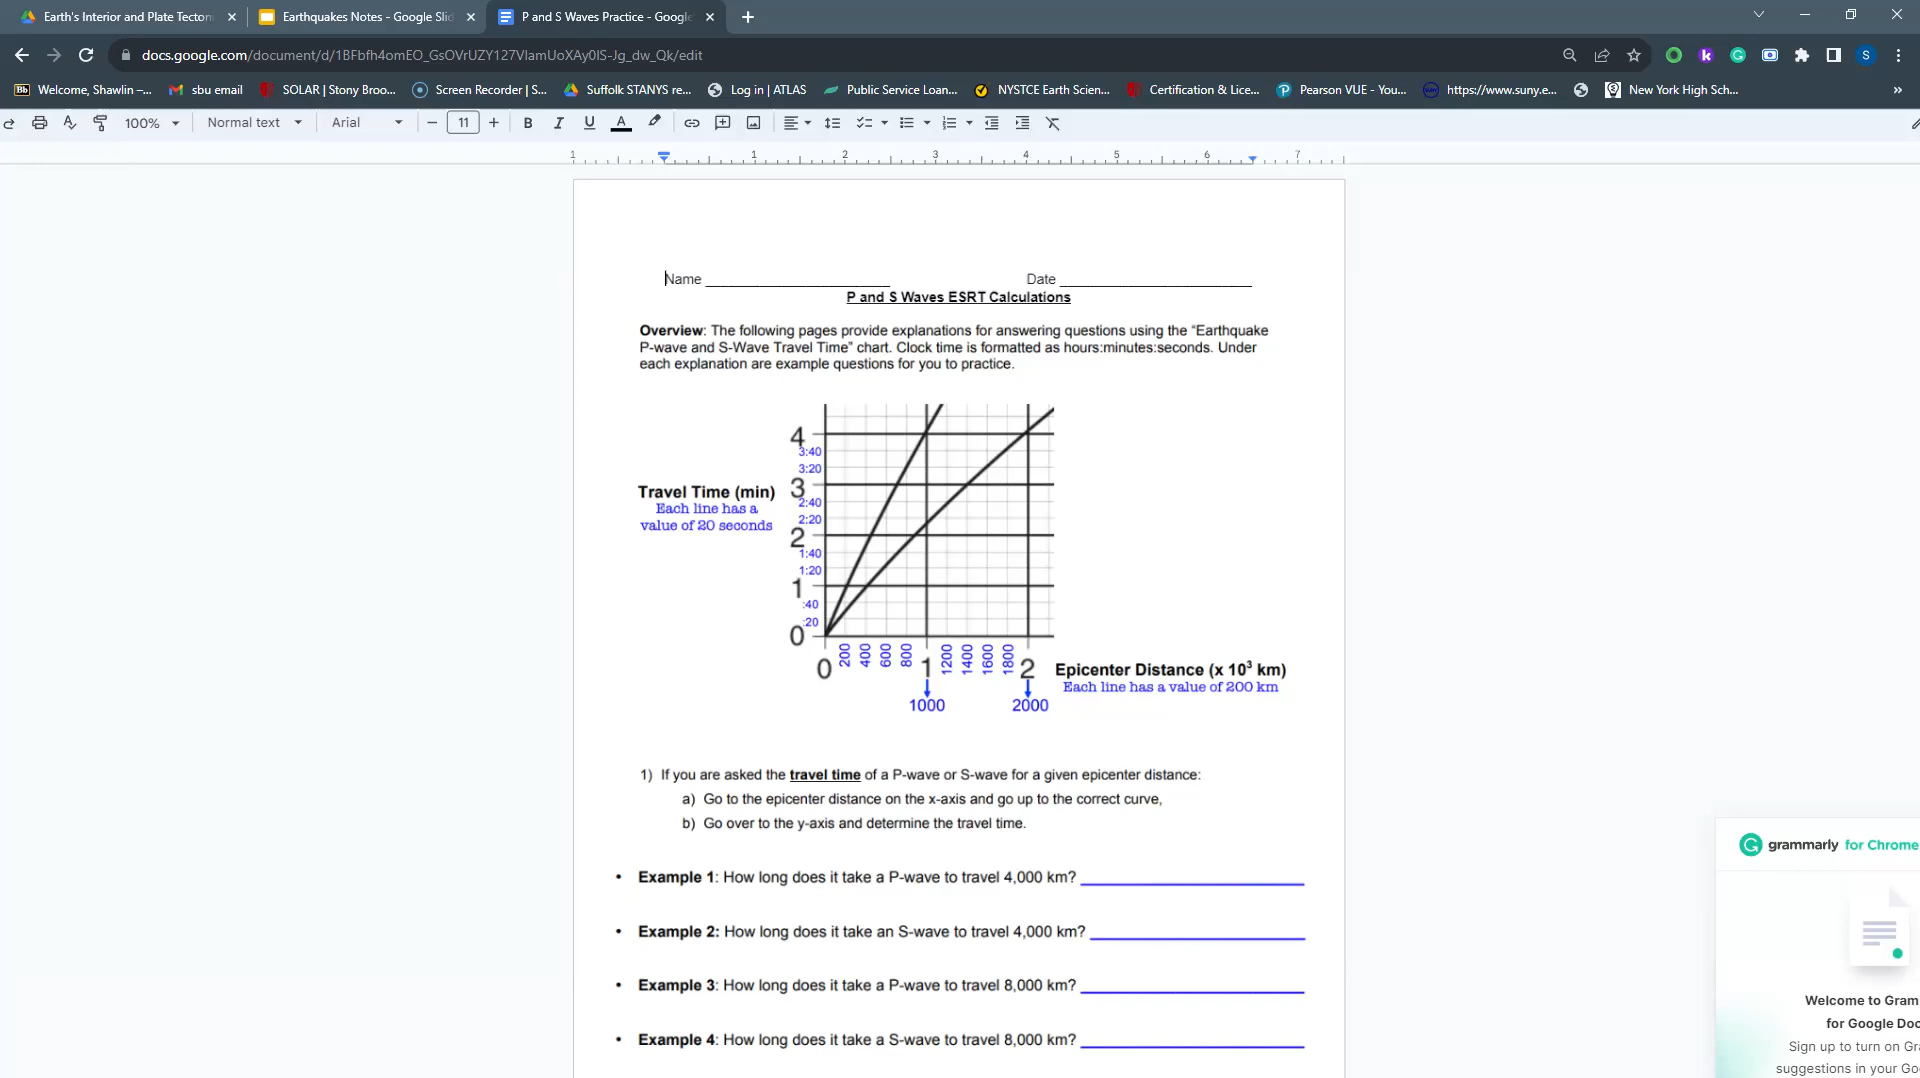 Earth's Interior and Plate Tecton
Earthquakes Notes - Google Slid
P and S Waves Practice - Google
docs.google.com/document/d/1BFbfh4omEO_GsOVrUZY127VlamUoXAy0lS-Jg_dw_Qk/edit
S
Bb Welcome, Shawlin –...
sbu email
SOLAR | Stony Broo...
Screen Recorder | S...
Suffolk STANYS re...
Log in | ATLAS
Public Service Loan...
NYSTCE Earth Scien...
Certification & Lice...
Pearson VUE - You...
https://www.suny.e...
New York High Sch...
100%
Normal text
Arial
11
B I U A
1 1 2 3 4 5 6 7
Name ______________________ Date ______________________
P and S Waves ESRT Calculations
Overview: The following pages provide explanations for answering questions using the “Earthquake
P-wave and S-Wave Travel Time” chart. Clock time is formatted as hours:minutes:seconds. Under
each explanation are example questions for you to practice.
4
3:40
3:20
3
2:40
2:20
2
1:40
1:20
1
:40
:20
0
Travel Time (min)
Each line has a
value of 20 seconds
0 200 400 600 800 1 1200 1400 1600 1800 2
1000 2000
Epicenter Distance (x 10³ km)
Each line has a value of 200 km
1) If you are asked the travel time of a P-wave or S-wave for a given epicenter distance:
a) Go to the epicenter distance on the x-axis and go up to the correct curve,
b) Go over to the y-axis and determine the travel time.
• Example 1: How long does it take a P-wave to travel 4,000 km? ______________________
• Example 2: How long does it take an S-wave to travel 4,000 km? ______________________
• Example 3: How long does it take a P-wave to travel 8,000 km? ______________________
• Example 4: How long does it take a S-wave to travel 8,000 km? ______________________
grammarly for Chrome
Welcome to Gram
for Google Doc
Sign up to turn on Gra
suggestions in your Go